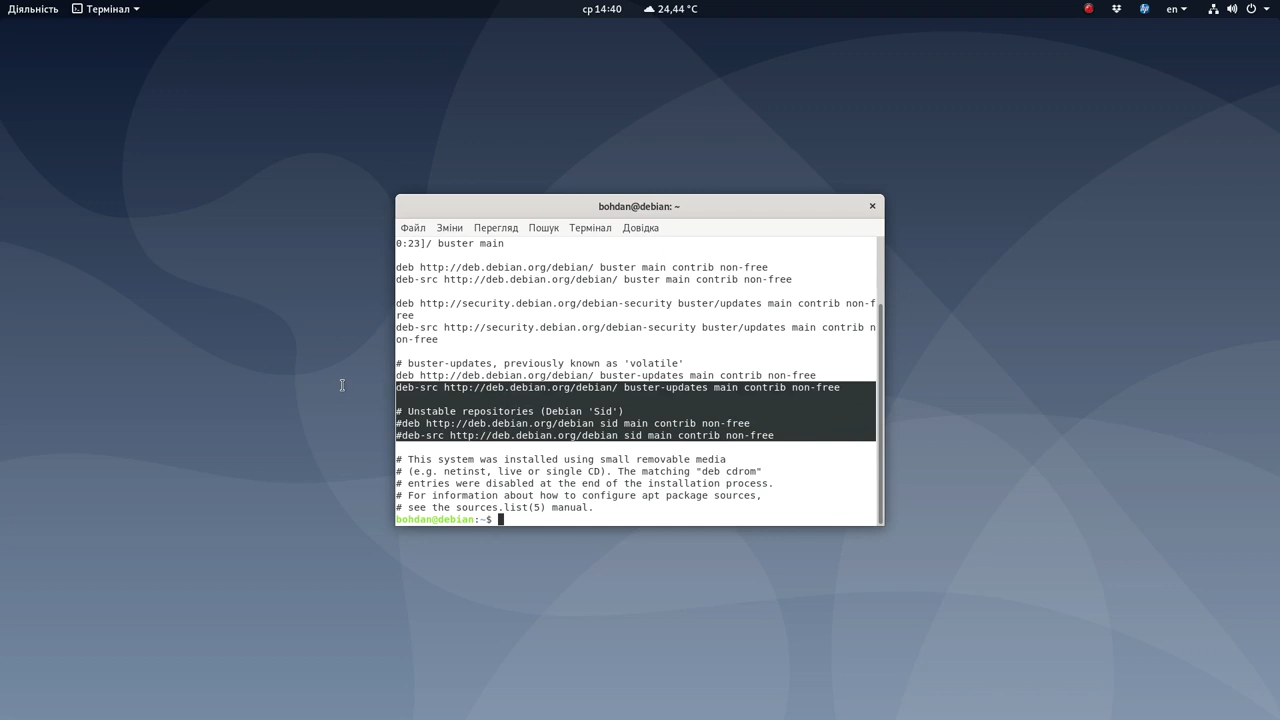 Діяльність Термінал ср 14:40 24,44 °C en
bohdan@debian: ~ ×
Файл Зміни Перегляд Пошук Термінал Довідка
0:23]/ buster main
deb http://deb.debian.org/debian/ buster main contrib non-free
deb-src http://deb.debian.org/debian/ buster main contrib non-free
deb http://security.debian.org/debian-security buster/updates main contrib non-f
ree
deb-src http://security.debian.org/debian-security buster/updates main contrib n
on-free
# buster-updates, previously known as 'volatile'
deb http://deb.debian.org/debian/ buster-updates main contrib non-free
deb-src http://deb.debian.org/debian/ buster-updates main contrib non-free
# Unstable repositories (Debian 'Sid')
#deb http://deb.debian.org/debian sid main contrib non-free
#deb-src http://deb.debian.org/debian sid main contrib non-free
# This system was installed using small removable media
# (e.g. netinst, live or single CD). The matching "deb cdrom"
# entries were disabled at the end of the installation process.
# For information about how to configure apt package sources,
# see the sources.list(5) manual.
bohdan@debian:~$